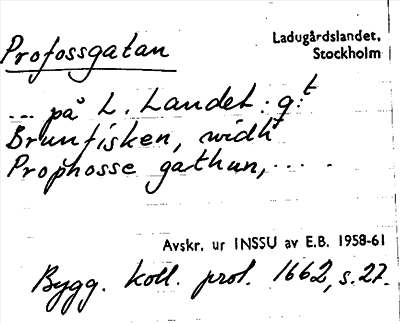 Profossgatan
Ladugårdslandet,
Stockholm
... på L. Landet: q:t
Brunfisken, widh
Prophosse gathun, ... .
Avskr. ur INSSU av E.B. 1958-61
Bygg. koll. prot. 1662, s. 27.